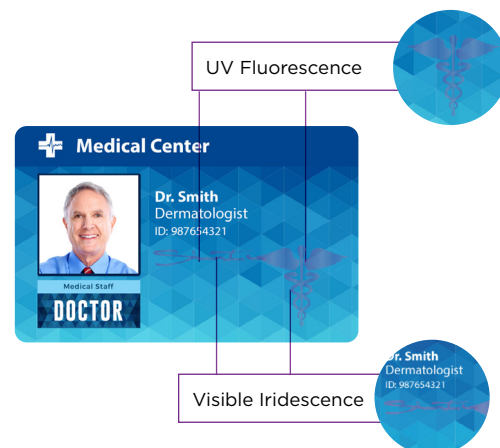 UV Fluorescence
Medical Center
Dr. Smith
Dermatologist
ID: 987654321
Medical Staff
DOCTOR
Visible Iridescence
Dr. Smith
Dermatologist
ID: 987654321